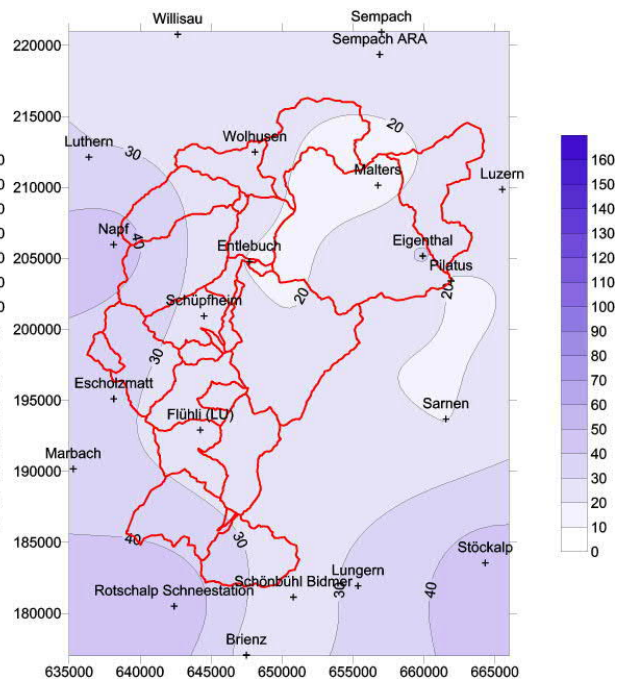 Willisau
Sempach
Sempach ARA
220000
215000
210000
205000
200000
195000
190000
185000
180000
20
Luthern
30
Wolhusen
Malters
Luzern
Napf
40
Entlebuch
Eigenthal
Pilatus
20
20
Schüpfheim
30
Escholzmatt
Sarnen
Flühli (LU)
Marbach
40
30
Stöckalp
Lungern
Schönbühl Bidmer
Rotschalp Schneestation
30
40
Brienz
635000 640000 645000 650000 655000 660000 665000
160
150
140
130
120
110
100
90
80
70
60
50
40
30
20
10
0